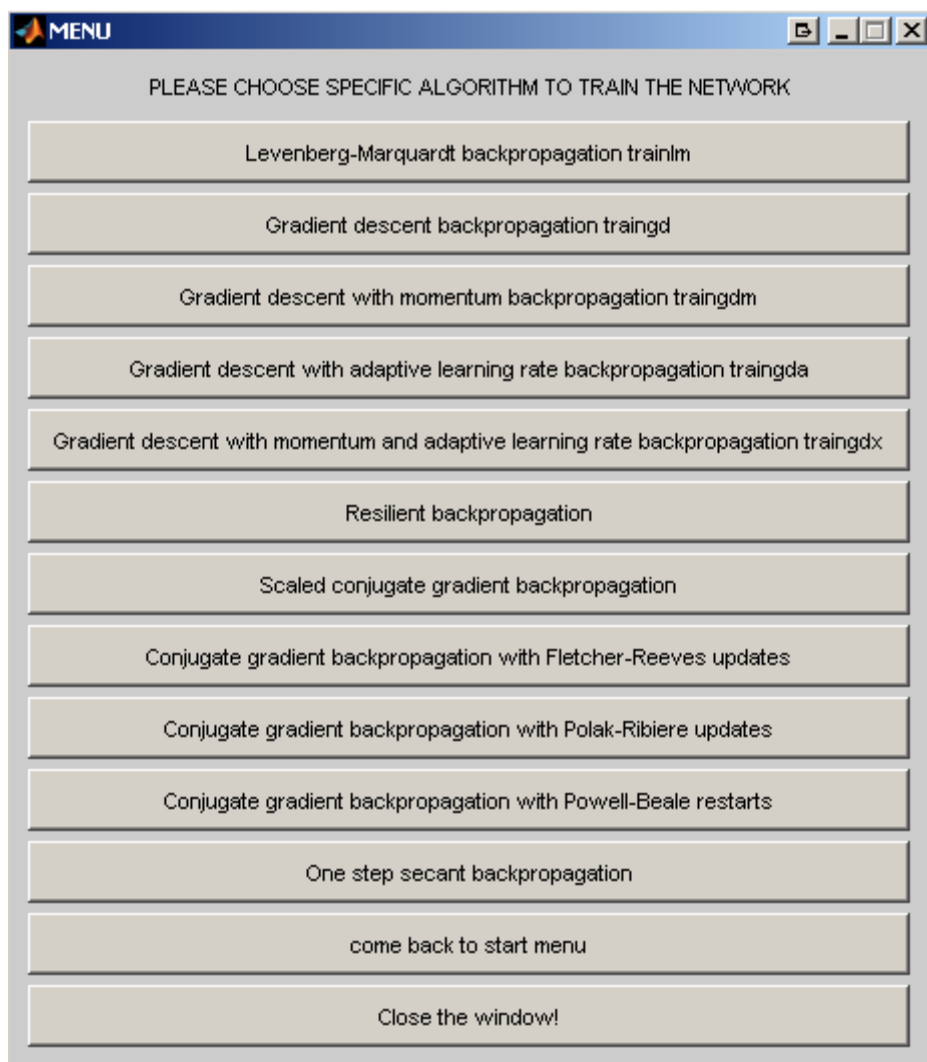 MENU
PLEASE CHOOSE SPECIFIC ALGORITHM TO TRAIN THE NETWORK
Levenberg-Marquardt backpropagation trainlm
Gradient descent backpropagation traingd
Gradient descent with momentum backpropagation traingdm
Gradient descent with adaptive learning rate backpropagation traingda
Gradient descent with momentum and adaptive learning rate backpropagation traingdx
Resilient backpropagation
Scaled conjugate gradient backpropagation
Conjugate gradient backpropagation with Fletcher-Reeves updates
Conjugate gradient backpropagation with Polak-Ribiere updates
Conjugate gradient backpropagation with Powell-Beale restarts
One step secant backpropagation
come back to start menu
Close the window!